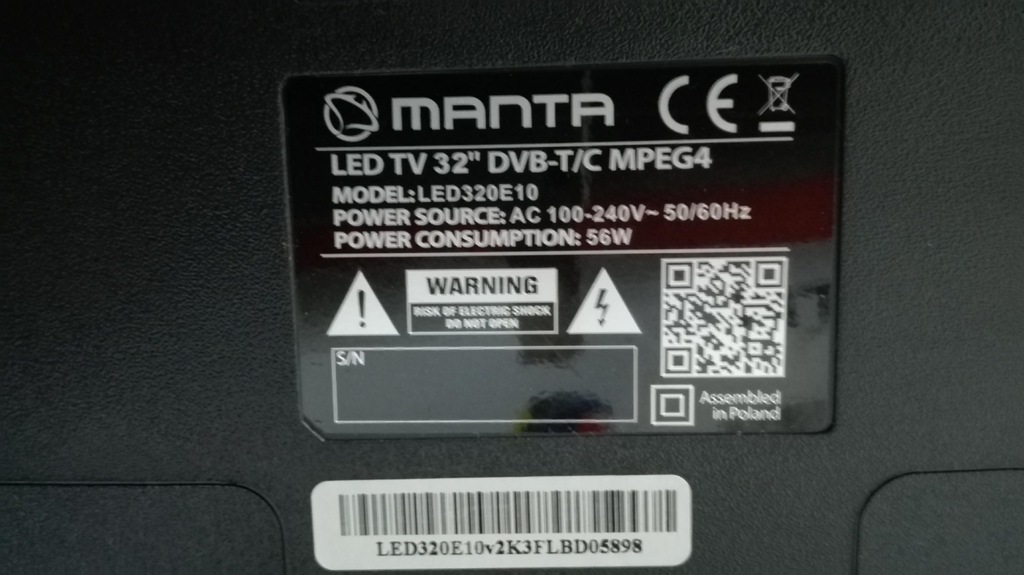 MANTA CE
LED TV 32" DVB-T/C MPEG4
MODEL: LED320E10
POWER SOURCE: AC 100-240V~ 50/60Hz
POWER CONSUMPTION: 56W
WARNING
RISK OF ELECTRIC SHOCK
DO NOT OPEN
S/N
Assembled
in Poland
LED320E10v2K3FLBD05898